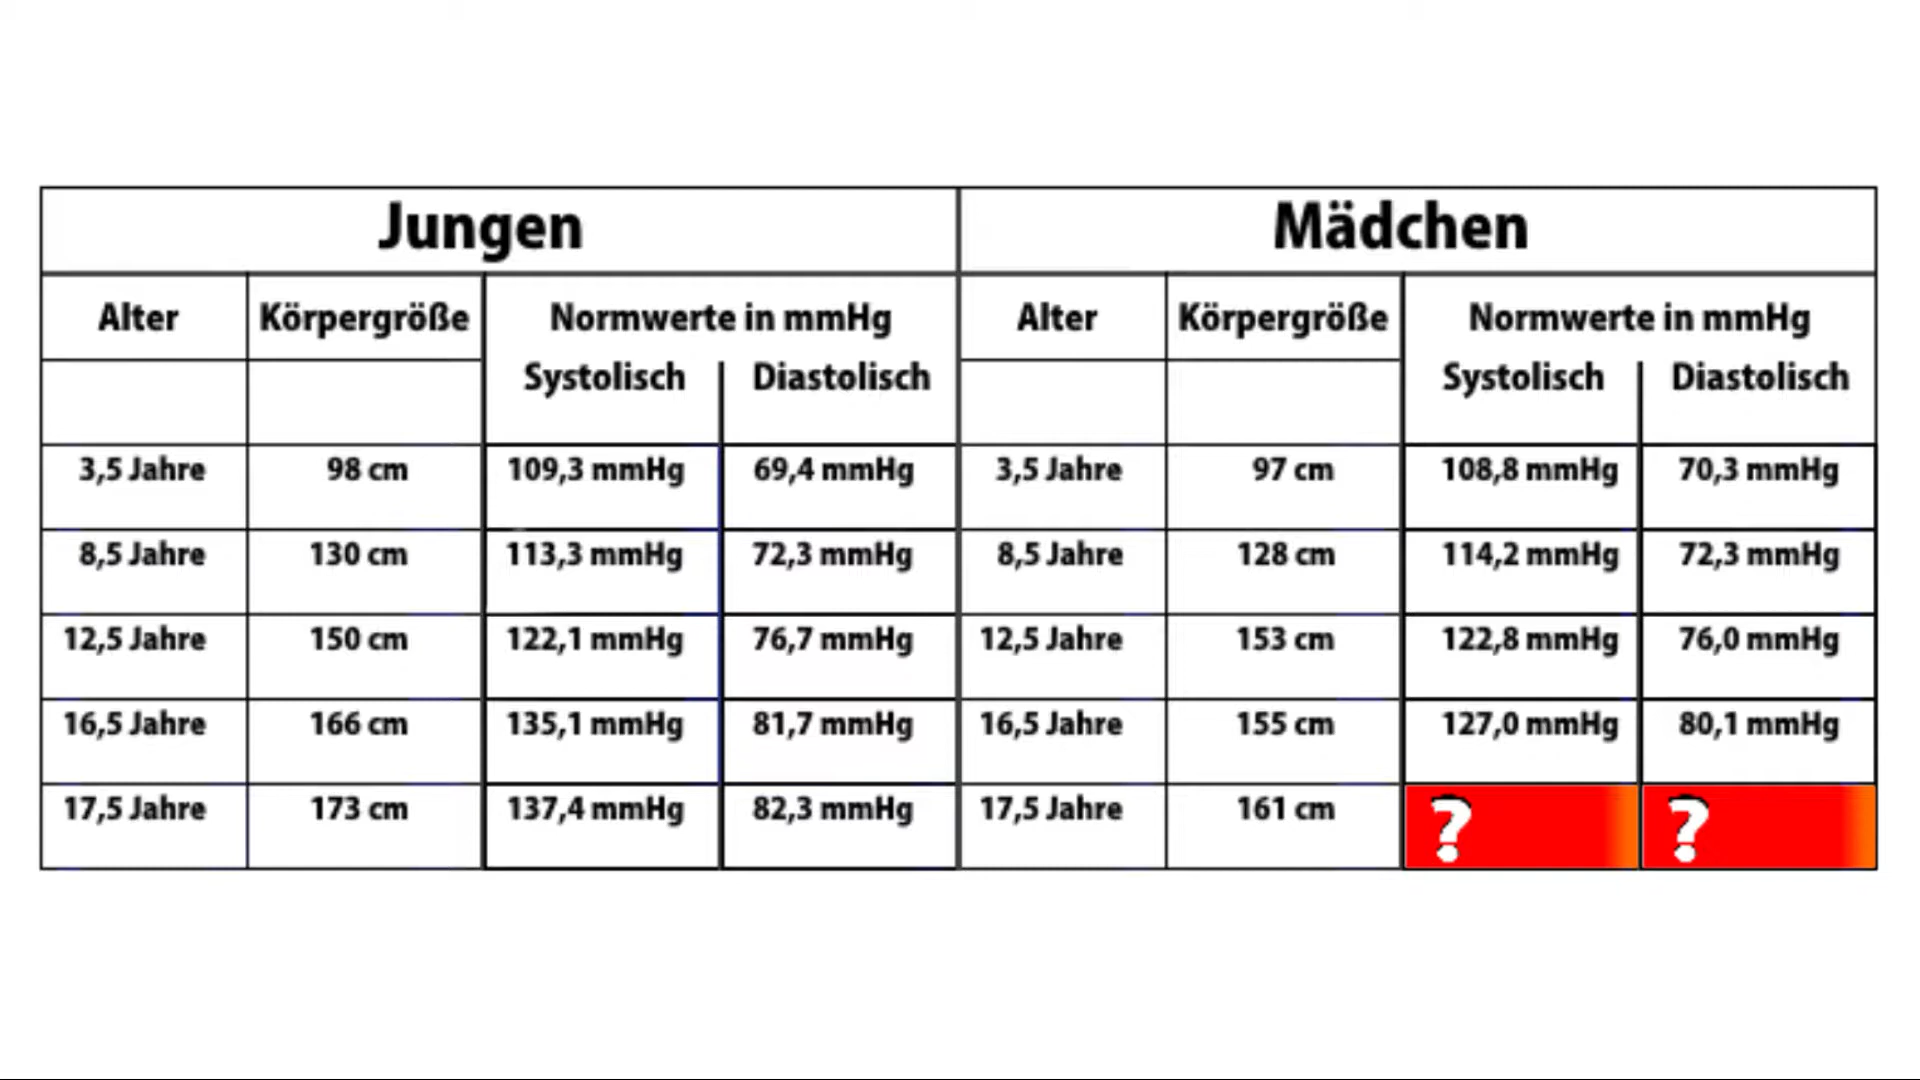 Jungen Mädchen
Alter Körpergröße Normwerte in mmHg Alter Körpergröße Normwerte in mmHg
Systolisch Diastolisch Systolisch Diastolisch
3,5 Jahre 98 cm 109,3 mmHg 69,4 mmHg 3,5 Jahre 97 cm 108,8 mmHg 70,3 mmHg
8,5 Jahre 130 cm 113,3 mmHg 72,3 mmHg 8,5 Jahre 128 cm 114,2 mmHg 72,3 mmHg
12,5 Jahre 150 cm 122,1 mmHg 76,7 mmHg 12,5 Jahre 153 cm 122,8 mmHg 76,0 mmHg
16,5 Jahre 166 cm 135,1 mmHg 81,7 mmHg 16,5 Jahre 155 cm 127,0 mmHg 80,1 mmHg
17,5 Jahre 173 cm 137,4 mmHg 82,3 mmHg 17,5 Jahre 161 cm ? ?